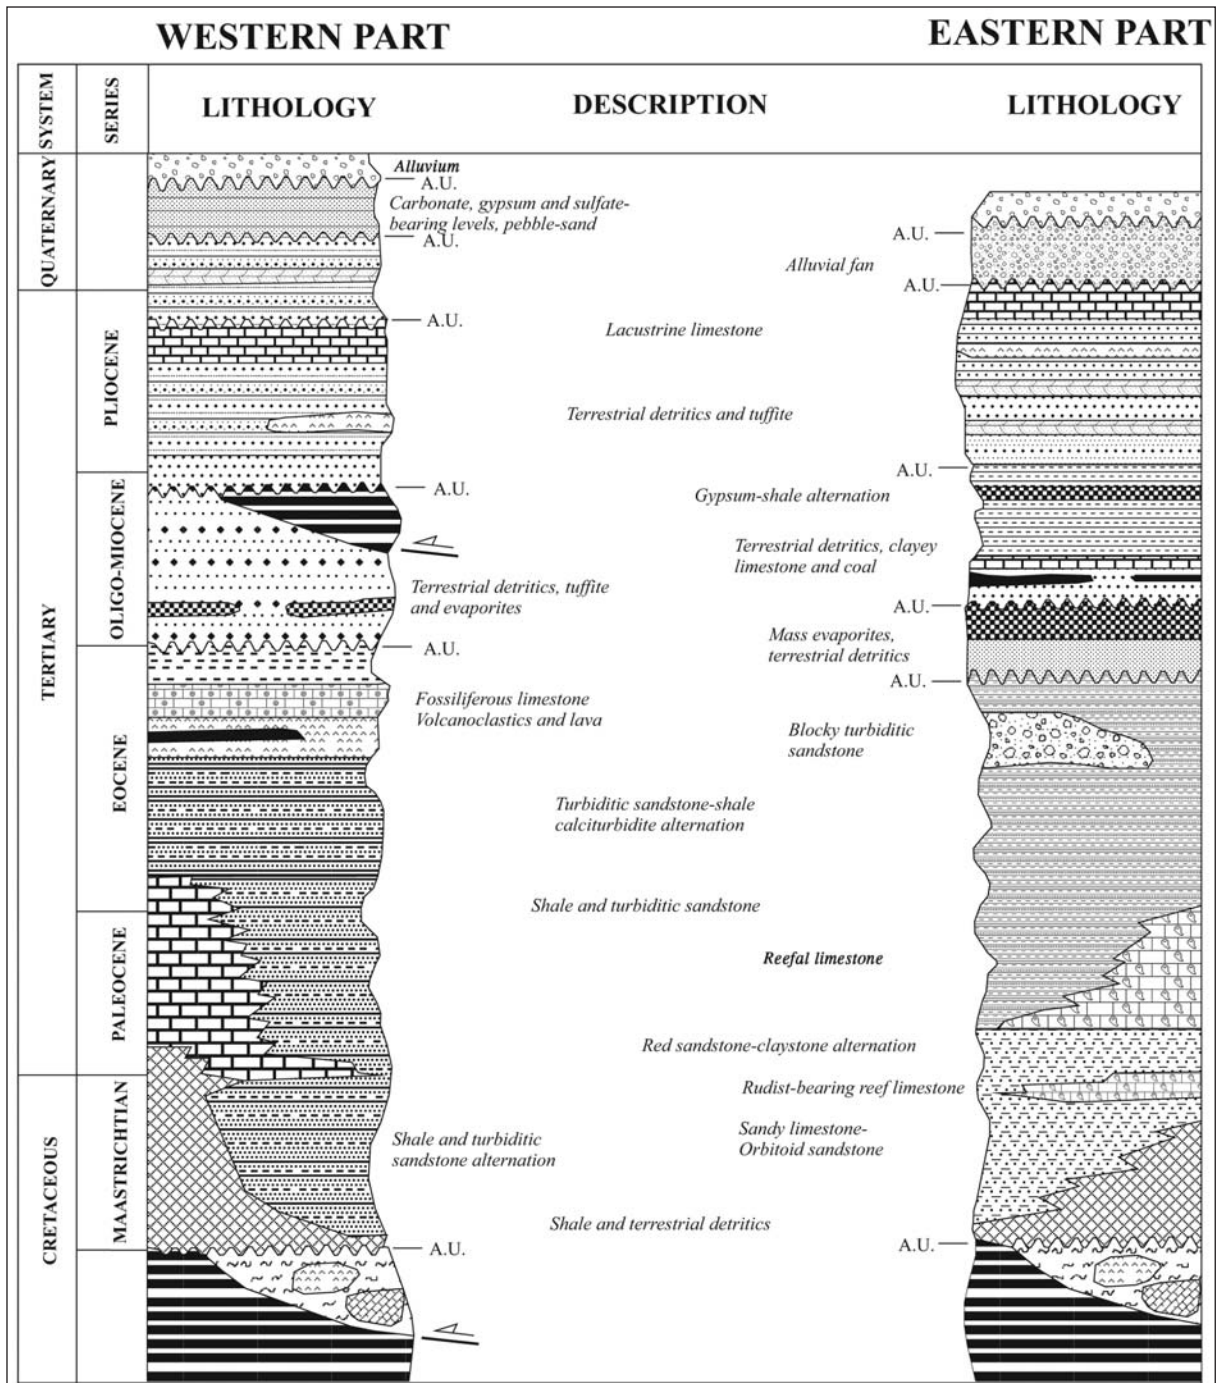 WESTERN PART
EASTERN PART
SYSTEM
SERIES
LITHOLOGY
DESCRIPTION
LITHOLOGY
QUATERNARY
TERTIARY
CRETACEOUS
PLIOCENE
OLIGO-MIOCENE
EOCENE
PALEOCENE
MAASTRICHTIAN
Alluvium
A.U.
Carbonate, gypsum and sulfate-
bearing levels, pebble-sand
A.U.
A.U.
Alluvial fan
A.U.
A.U.
Lacustrine limestone
Terrestrial detritics and tuffite
A.U.
A.U.
Gypsum-shale alternation
Terrestrial detritics, clayey
limestone and coal
Terrestrial detritics, tuffite
and evaporites
A.U.
Mass evaporites,
terrestrial detritics
A.U.
A.U.
Fossiliferous limestone
Volcanoclastics and lava
Blocky turbiditic
sandstone
Turbiditic sandstone-shale
calciturbidite alternation
Shale and turbiditic sandstone
Reefal limestone
Red sandstone-claystone alternation
Rudist-bearing reef limestone
Sandy limestone-
Orbitoid sandstone
Shale and turbiditic
sandstone alternation
Shale and terrestrial detritics
A.U.
A.U.